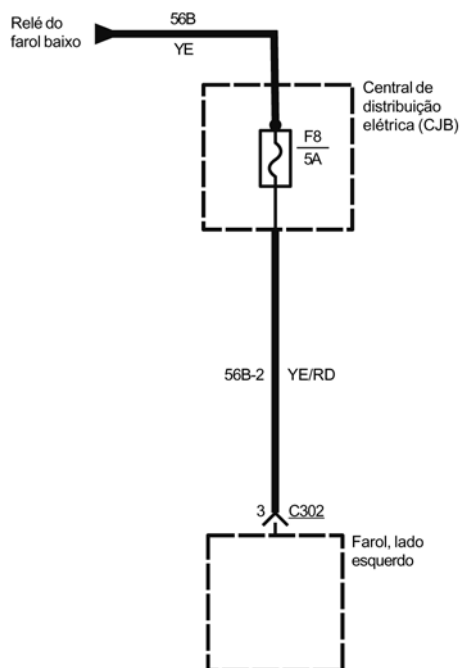 Relé do
farol baixo
56B
YE
Central de
distribuição
elétrica (CJB)
F8
5A
56B-2 YE/RD
3 C302
Farol, lado
esquerdo